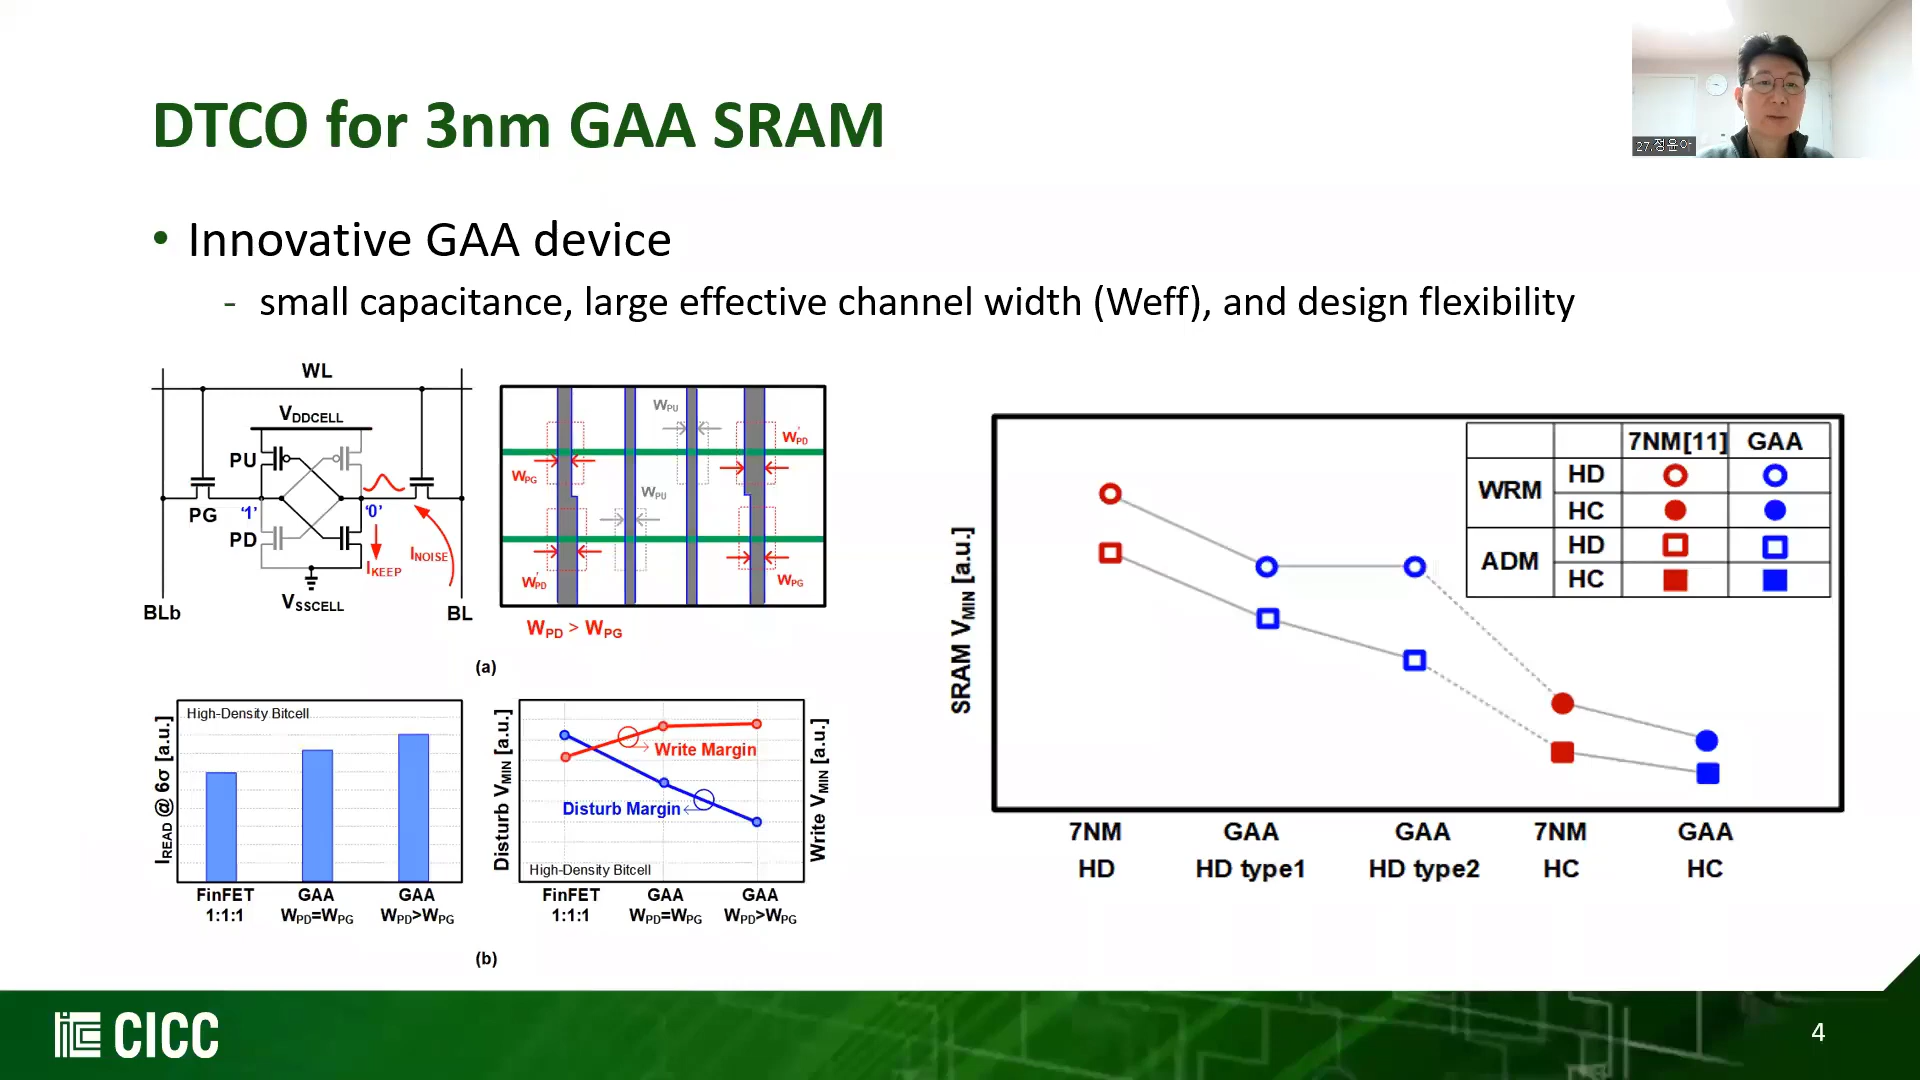 DTCO for 3nm GAA SRAM
27.정윤아
• Innovative GAA device
- small capacitance, large effective channel width (Weff), and design flexibility
WL
VDDCELL
PU
PG
'1'
'0'
PD
IKEEP
INOISE
VSSCELL
BLb
BL
WPU
W'PD
WPG
WPU
W'PD
WPG
WPD > WPG
(a)
High-Density Bitcell
IREAD @ 6σ [a.u.]
FinFET GAA GAA
1:1:1 WPD=WPG WPD>WPG
Disturb VMIN [a.u.]
Write Margin
Disturb Margin
High-Density Bitcell
Write VMIN [a.u.]
FinFET GAA GAA
1:1:1 WPD=WPG WPD>WPG
(b)
SRAM VMIN [a.u.]
7NM[11] GAA
WRM HD
HC
ADM HD
HC
7NM GAA GAA 7NM GAA
HD HD type1 HD type2 HC HC
CICC
4